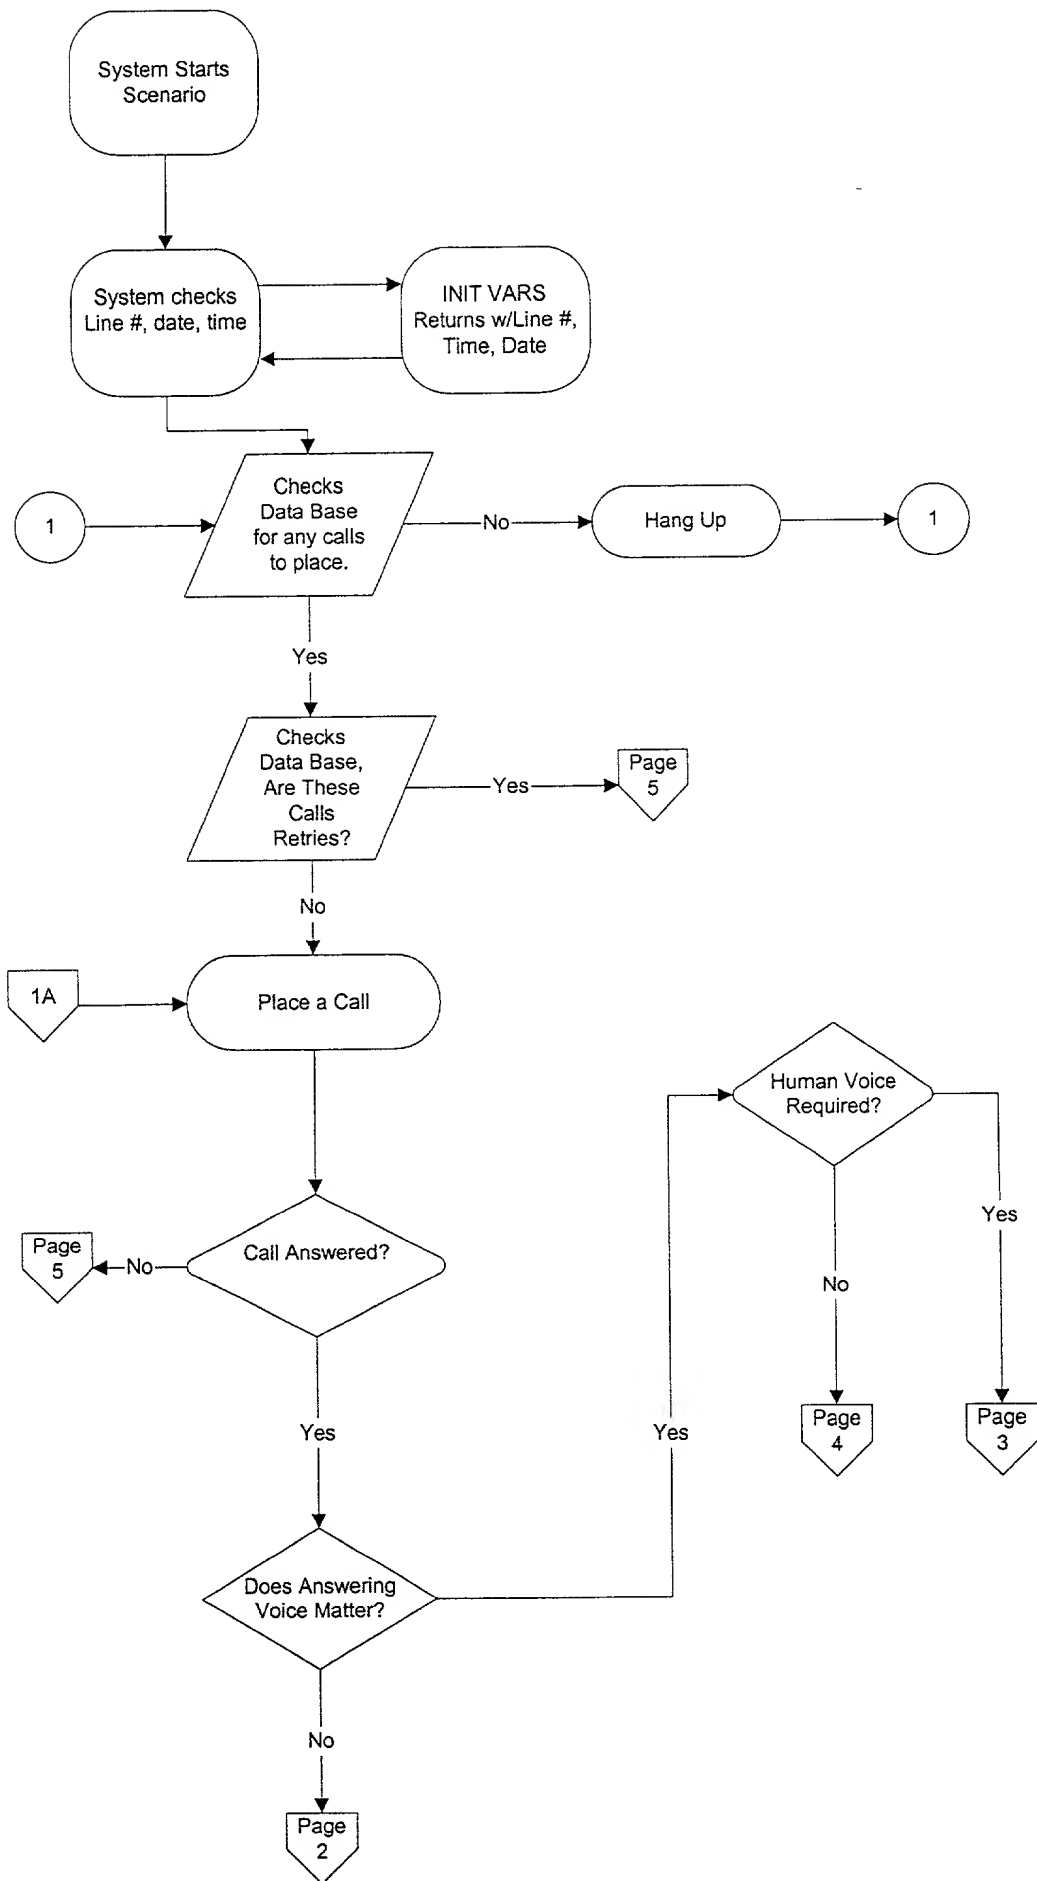 System Starts
Scenario
System checks
Line #, date, time
INIT VARS
Returns w/Line #,
Time, Date
1
Checks
Data Base
for any calls
to place.
No
Hang Up
1
Yes
Checks
Data Base,
Are These
Calls
Retries?
Yes
Page
5
No
1A
Place a Call
Human Voice
Required?
Call Answered?
Page
5
No
Yes
No
Yes
Yes
Page
4
Page
3
Does Answering
Voice Matter?
No
Page
2